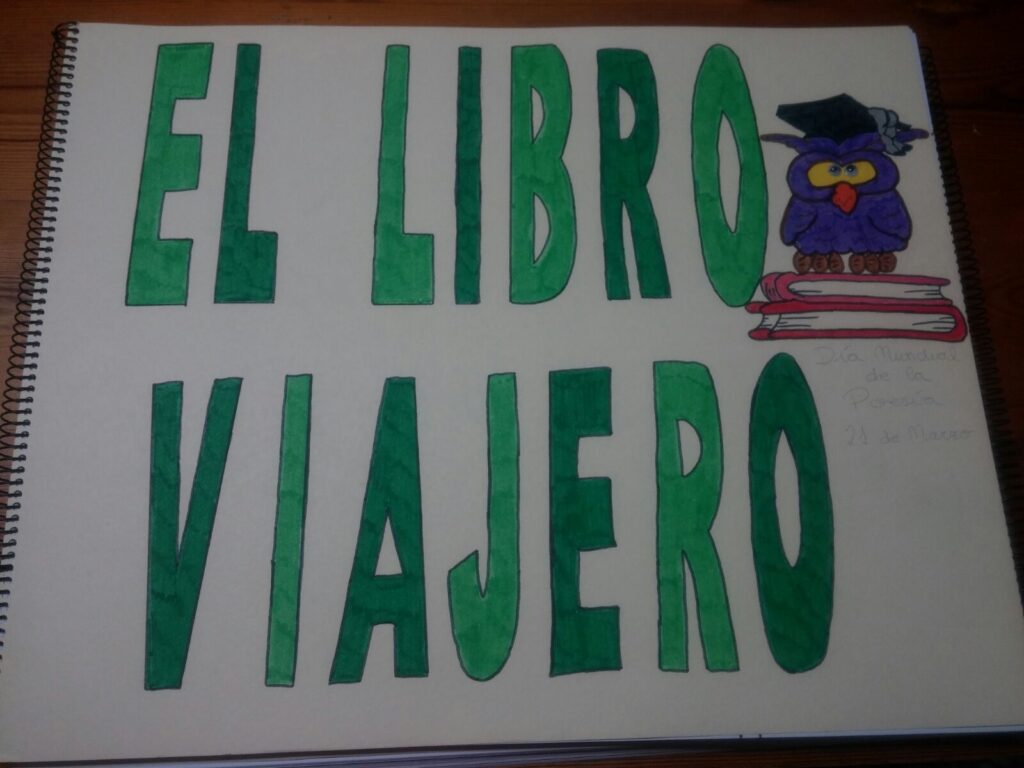 EL LIBRO
VIAJERO
Día Mundial
de la
Poesía
21 de Marzo